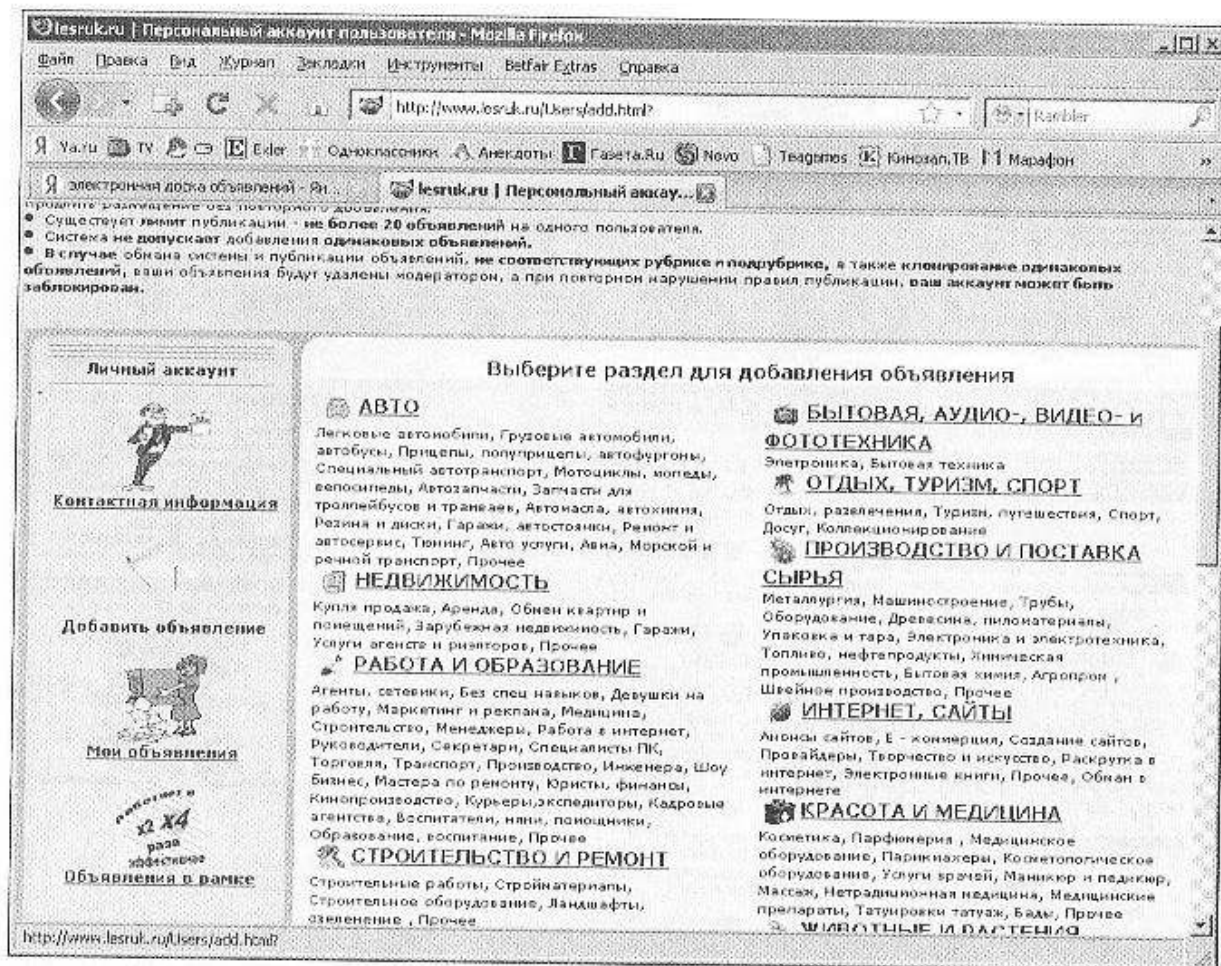 lesruk.ru | Персональный аккаунт пользователя - Mozilla Firefox
Файл Правка Вид Журнал Закладки Инструменты Betfair Extras Справка
http://www.lesruk.ru/Users/add.html?
Rambler
Ya.ru TV Exler Одноклассники Анекдоты Газета.Ru Novo Teagames Кинозал.ТВ Марафон »
электронная доска объявлений - Ян...
lesruk.ru | Персональный аккау...
продлить размещение без повторного добавления.
• Существует лимит публикации - не более 20 объявлений на одного пользователя.
• Система не допускает добавления одинаковых объявлений.
• В случае обмана системы и публикации объявлений, не соответствующих рубрике и подрубрике, а также клонирование одинаковых
объявлений, ваши объявления будут удалены модератором, а при повторном нарушении правил публикации, ваш аккаунт может быть
заблокирован.
Личный аккаунт
Контактная информация
Добавить объявление
Мои объявления
работает в
x2 x4
раза
эффективнее
Объявления в рамке
Выберите раздел для добавления объявления
АВТО
Легковые автомобили, Грузовые автомобили,
автобусы, Прицепы, полуприцепы, автофургоны,
Специальный автотранспорт, Мотоциклы, мопеды,
велосипеды, Автозапчасти, Запчасти для
троллейбусов и трамваев, Автомасла, автохимия,
Резина и диски, Гаражи, автостоянки, Ремонт и
автосервис, Тюнинг, Авто услуги, Авиа, Морской и
речной транспорт, Прочее
НЕДВИЖИМОСТЬ
Купля продажа, Аренда, Обмен квартир и
помещений, Зарубежная недвижимость, Гаражи,
Услуги агенств и риэлторов, Прочее
РАБОТА И ОБРАЗОВАНИЕ
Агенты, сетевики, Без спец навыков, Девушки на
работу, Маркетинг и реклама, Медицина,
Строительство, Менеджеры, Работа в интернет,
Руководители, Секретари, Специалисты ПК,
Торговля, Транспорт, Производство, Инженера, Шоу
Бизнес, Мастера по ремонту, Юристы, финансы,
Кинопроизводство, Курьеры,экспедиторы, Кадровые
агентства, Воспитатели, няни, помощники,
Образование, воспитание, Прочее
СТРОИТЕЛЬСТВО И РЕМОНТ
Строительные работы, Стройматериалы,
Строительное оборудование, Ландшафты,
озеленение , Прочее
БЫТОВАЯ, АУДИО-, ВИДЕО- и
ФОТОТЕХНИКА
Элетроника, Бытовая техника
ОТДЫХ, ТУРИЗМ, СПОРТ
Отдых, развлечения, Туризм, путешествия, Спорт,
Досуг, Коллекционирование
ПРОИЗВОДСТВО И ПОСТАВКА
СЫРЬЯ
Металлургия, Машиностроение, Трубы,
Оборудование, Древесина, пиломатериалы,
Упаковка и тара, Электроника и электротехника,
Топливо, нефтепродукты, Химическая
промышленность, Бытовая химия, Агропром ,
Швейное производство, Прочее
ИНТЕРНЕТ, САЙТЫ
Анонсы сайтов, Е - коммерция, Создание сайтов,
Провайдеры, Творчество и искуство, Раскрутка в
интернет, Электронные книги, Прочее, Обман в
интернете
КРАСОТА И МЕДИЦИНА
Косметика, Парфюмерия , Медицинское
оборудование, Парикмахеры, Косметологическое
оборудование, Услуги врачей, Маникюр и педикюр,
Массаж, Нетрадиционная медицина, Медицинские
препараты, Татуировки татуаж, Бады, Прочее
ЖИВОТНЫЕ И РАСТЕНИЯ
http://www.lesruk.ru/Users/add.html?